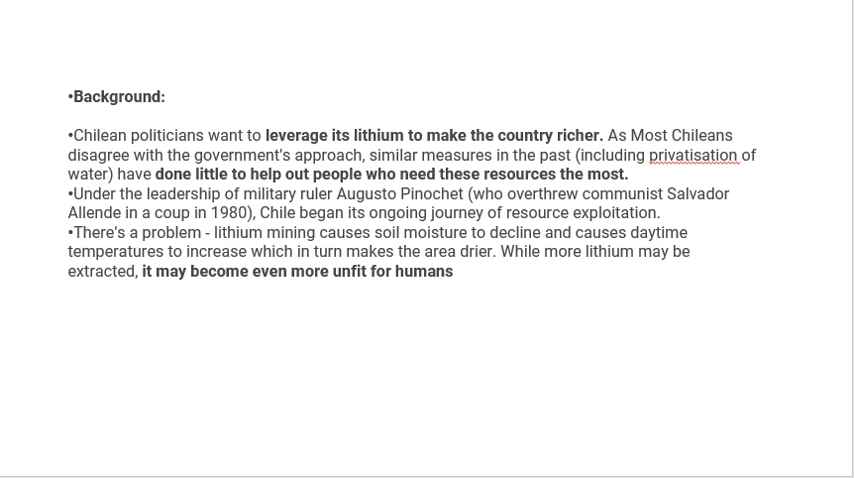 •Background:
•Chilean politicians want to leverage its lithium to make the country richer. As Most Chileans
disagree with the government's approach, similar measures in the past (including privatisation of
water) have done little to help out people who need these resources the most.
•Under the leadership of military ruler Augusto Pinochet (who overthrew communist Salvador
Allende in a coup in 1980), Chile began its ongoing journey of resource exploitation.
•There's a problem - lithium mining causes soil moisture to decline and causes daytime
temperatures to increase which in turn makes the area drier. While more lithium may be
extracted, it may become even more unfit for humans